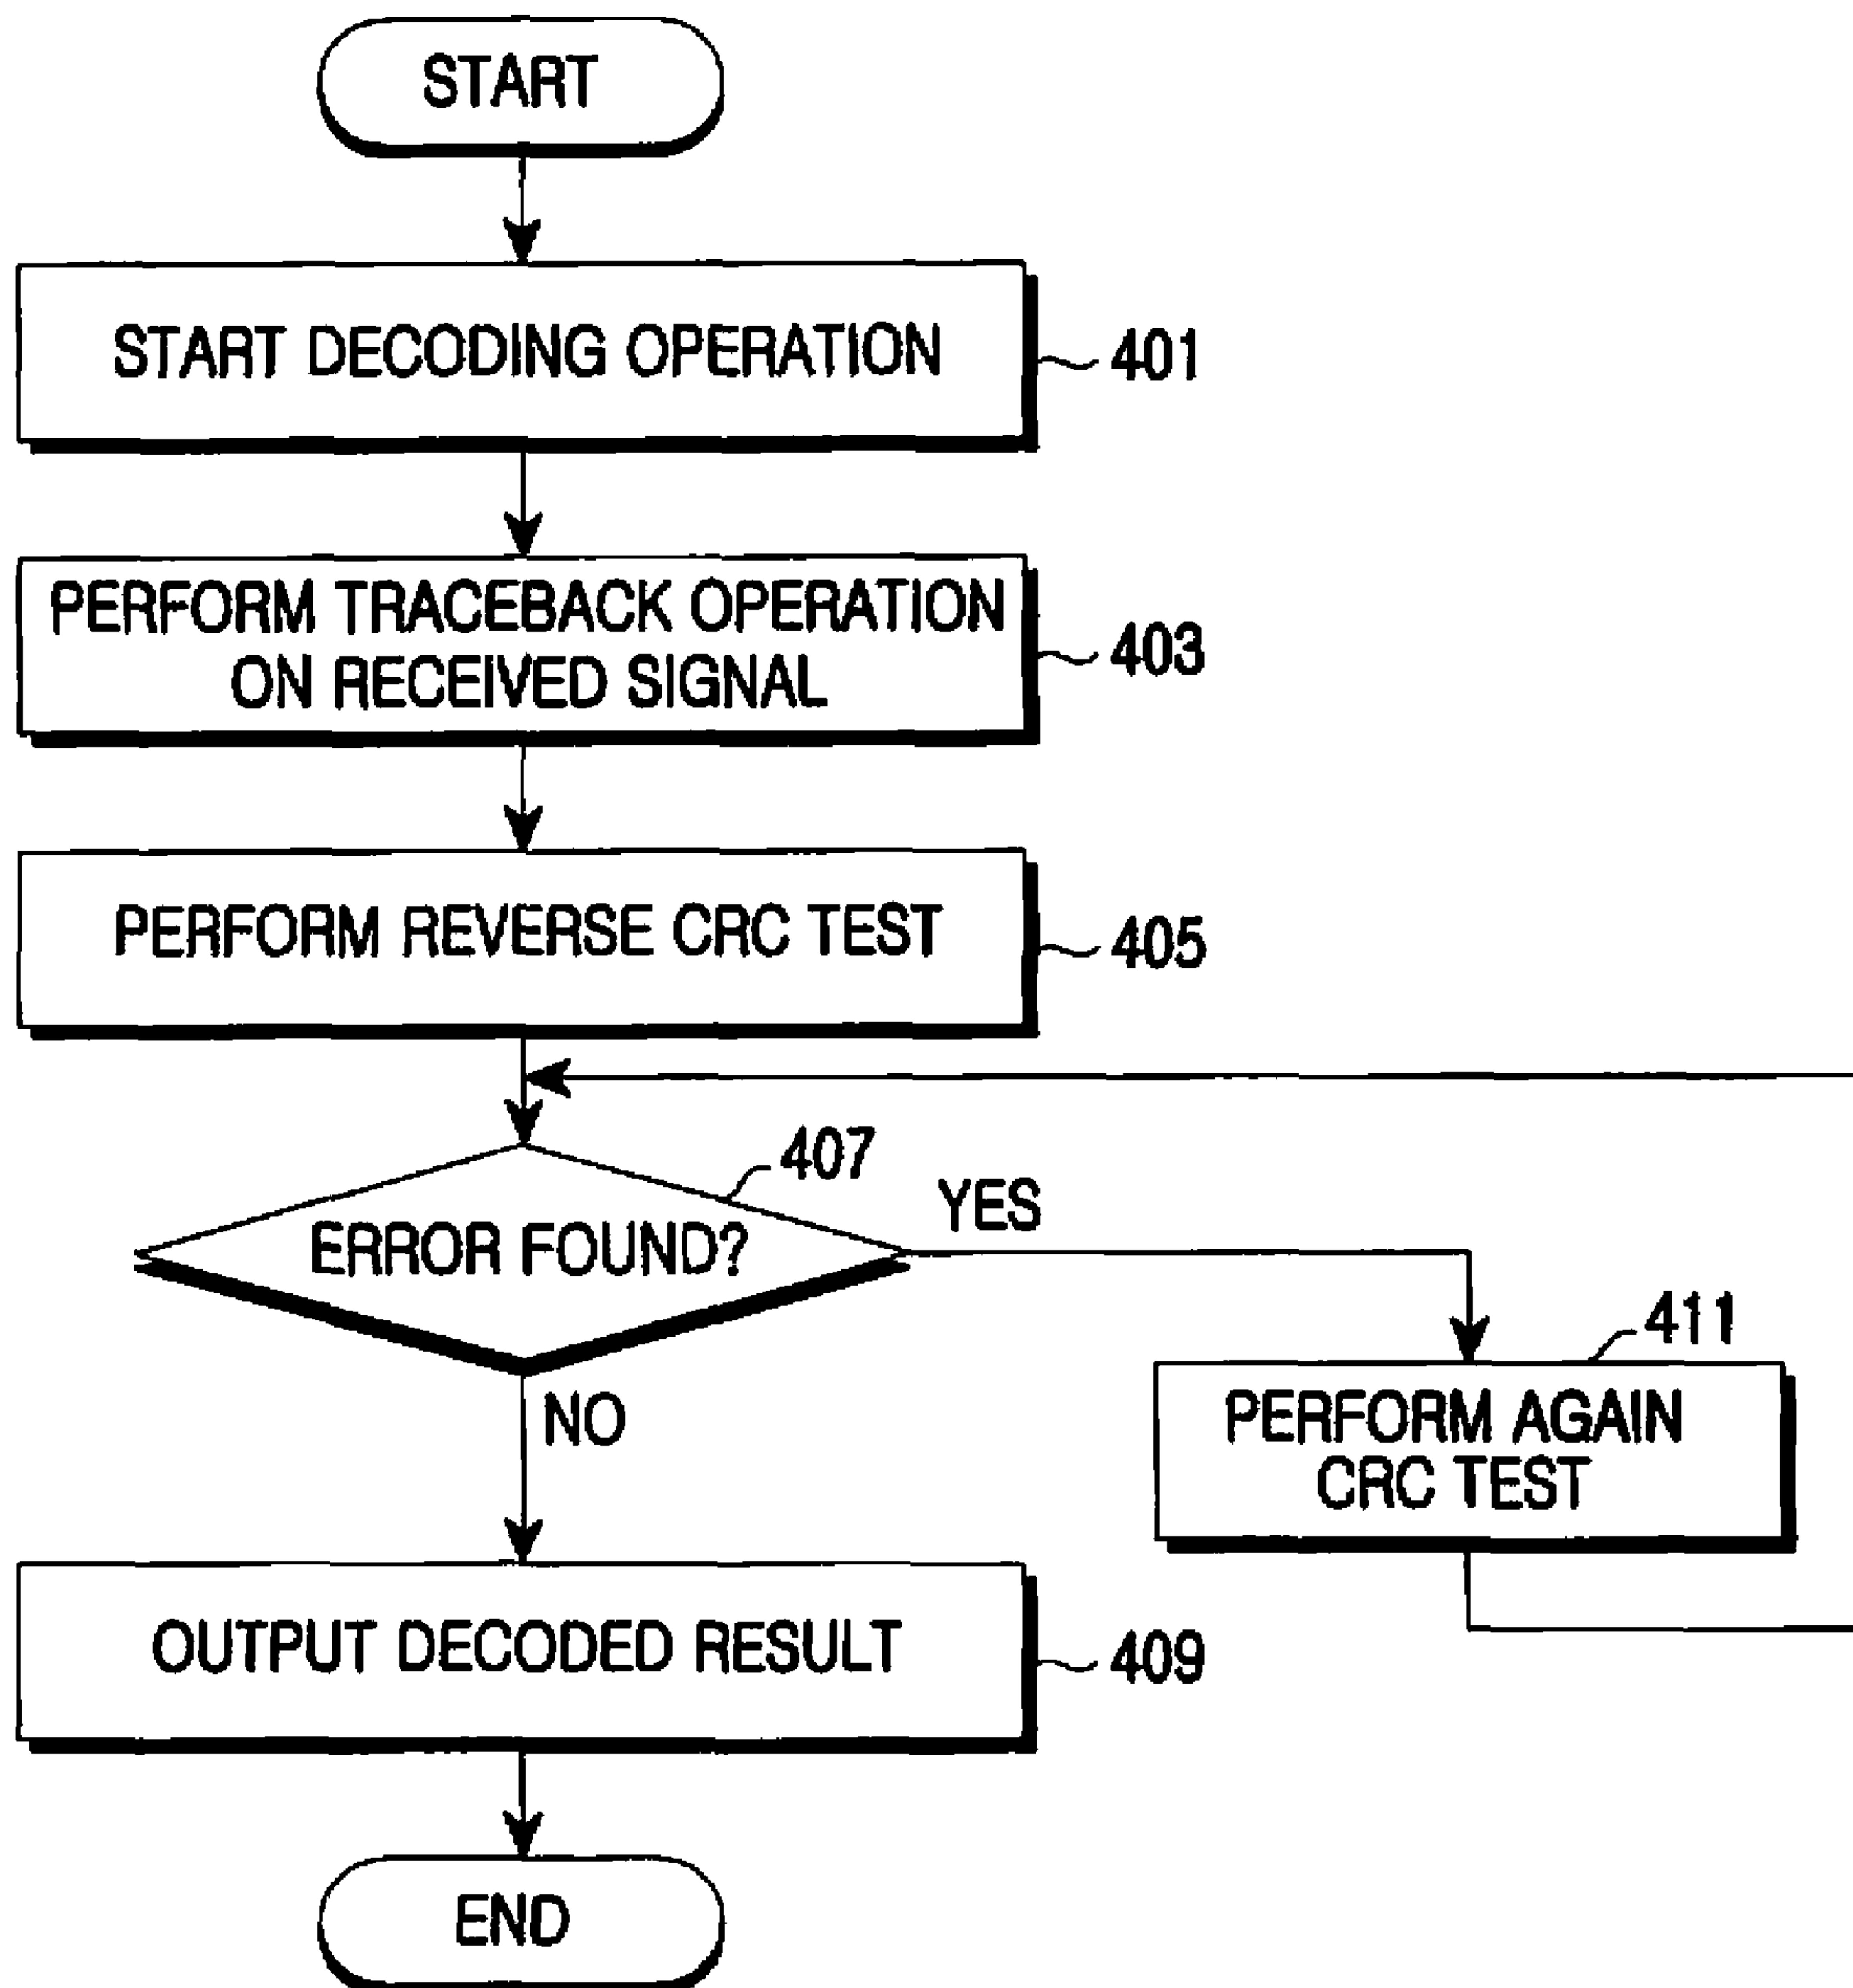 START
START DECODING OPERATION
401
PERFORM TRACEBACK OPERATION
ON RECEIVED SIGNAL
403
PERFORM REVERSE CRC TEST
405
407
YES
ERROR FOUND?
411
PERFORM AGAIN
CRC TEST
NO
OUTPUT DECODED RESULT
409
END